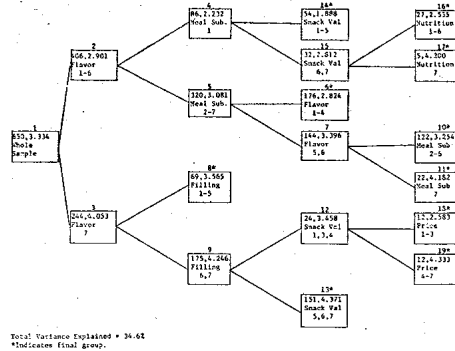 4
86,2.232
Meal Sub.
1
14*
54,1.888
Snack Val
1-5
16*
27,2.555
Nutrition
1-6
2
406,2.901
Flavor
1-6
15
32,2.812
Snack Val
6,7
17*
5,4.200
Nutrition
7
5
320,3.081
Meal Sub.
2-7
6*
176,2.824
Flavor
1-4
1
650,3.334
Whole
Sample
7
144,3.396
Flavor
5,6
10*
122,3.254
Meal Sub
2-6
8*
69,3.565
Filling
1-5
11*
22,4.182
Meal Sub
7
3
244,4.053
Flavor
7
12
24,3.458
Snack Val
1,3,4
12,2.583
Price
1-3
9
175,4.246
Filling
6,7
19*
12,4.333
Price
4-7
13*
151,4.371
Snack Val
5,6,7
Total Variance Explained = 34.6%
*Indicates final group.